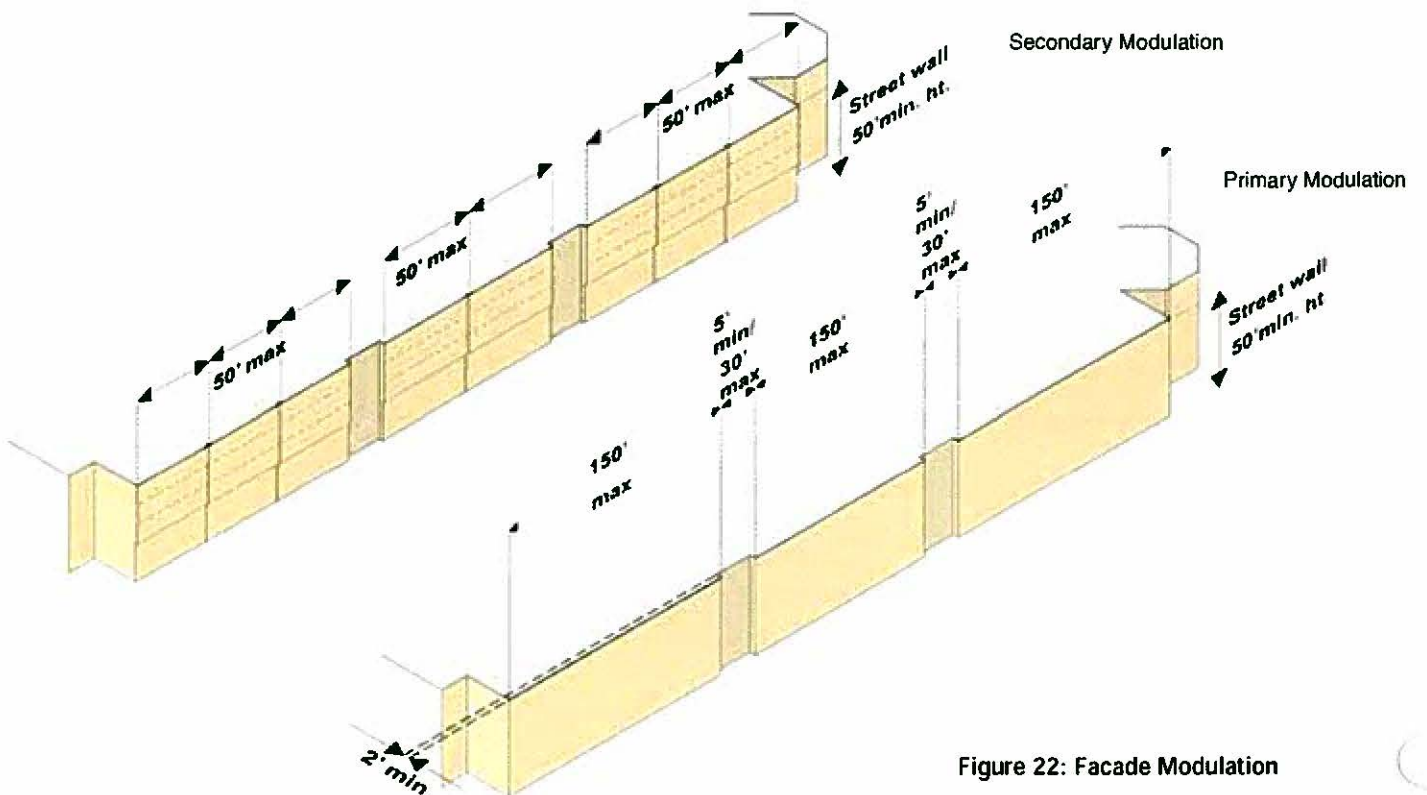 Secondary Modulation
50' max
Street wall
50'min. ht.
50' max
50' max
Primary Modulation
5'
min/
30'
max
150'
max
Street wall
50'min. ht
5'
min/
30'
max
150'
max
150'
max
2' min
Figure 22: Facade Modulation